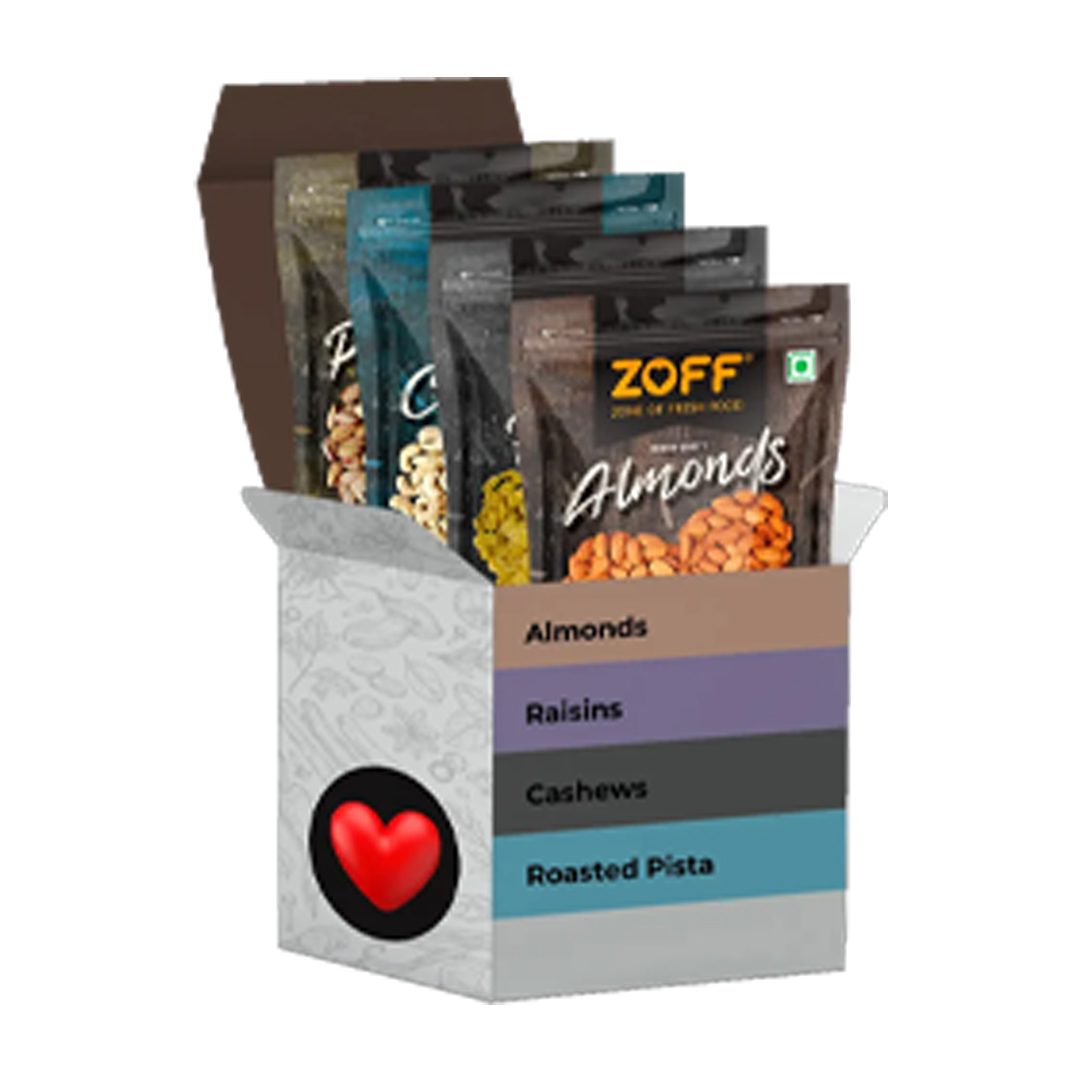 ZOFF
ZONE OF FRESH FOOD
Almonds
Almonds
Raisins
Cashews
Roasted Pista